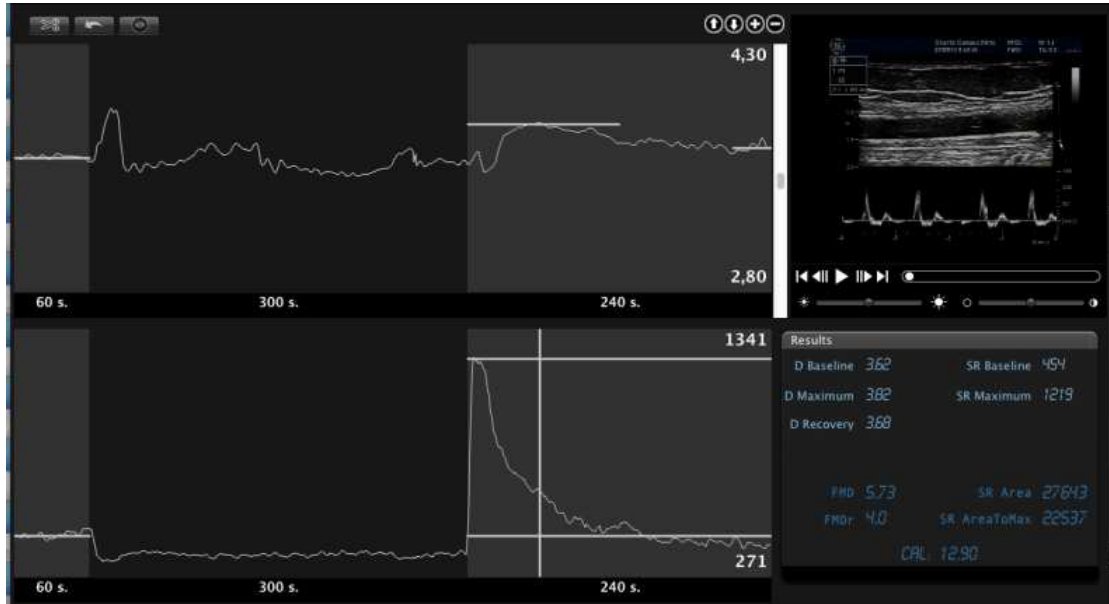 4,30
2,80
60 s. 300 s. 240 s.
1341
271
60 s. 300 s. 240 s.
Results
D Baseline 3.62 SR Baseline 454
D Maximum 3.82 SR Maximum 1219
D Recovery 3.68
FMD 5.73 SR Area 27643
FMDr 4.0 SR AreaToMax 22537
CAL: 12.90